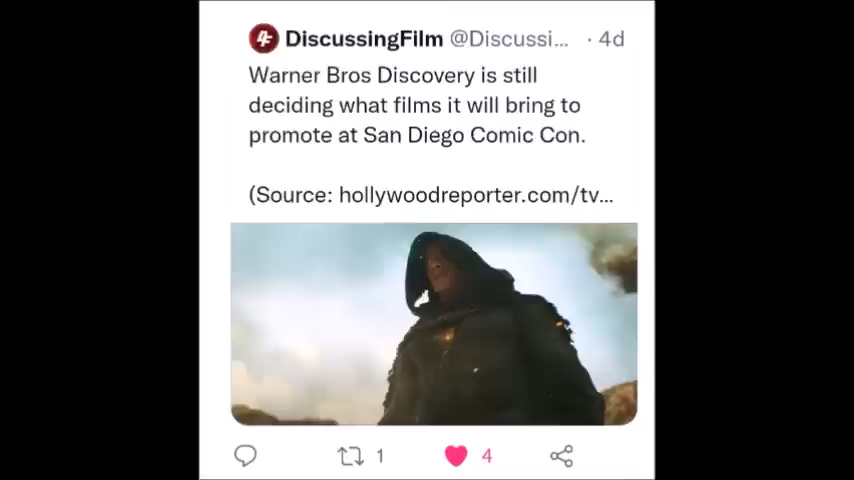 DiscussingFilm @Discussi... · 4d
Warner Bros Discovery is still
deciding what films it will bring to
promote at San Diego Comic Con.
(Source: hollywoodreporter.com/tv...
1 4